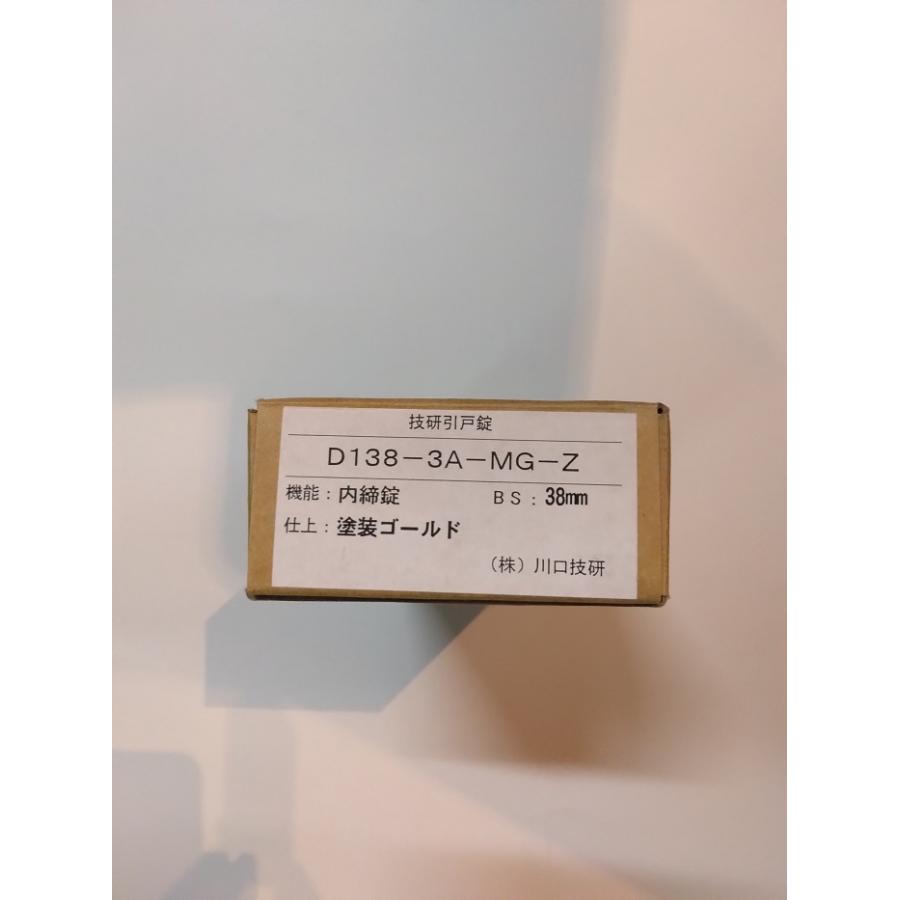 技研引戸錠
D138-3A-MG-Z
機能：内締錠 BS：38mm
仕上：塗装ゴールド
（株）川口技研